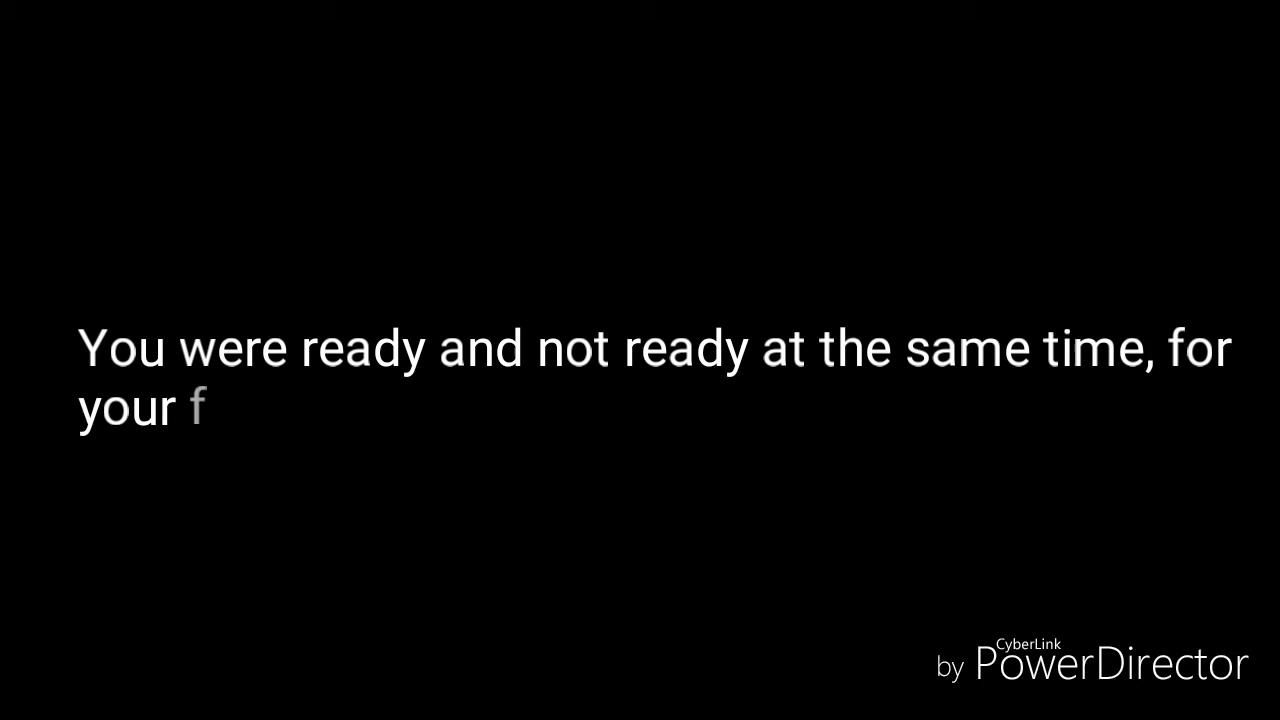 You were ready and not ready at the same time, for
your f
CyberLink
by PowerDirector